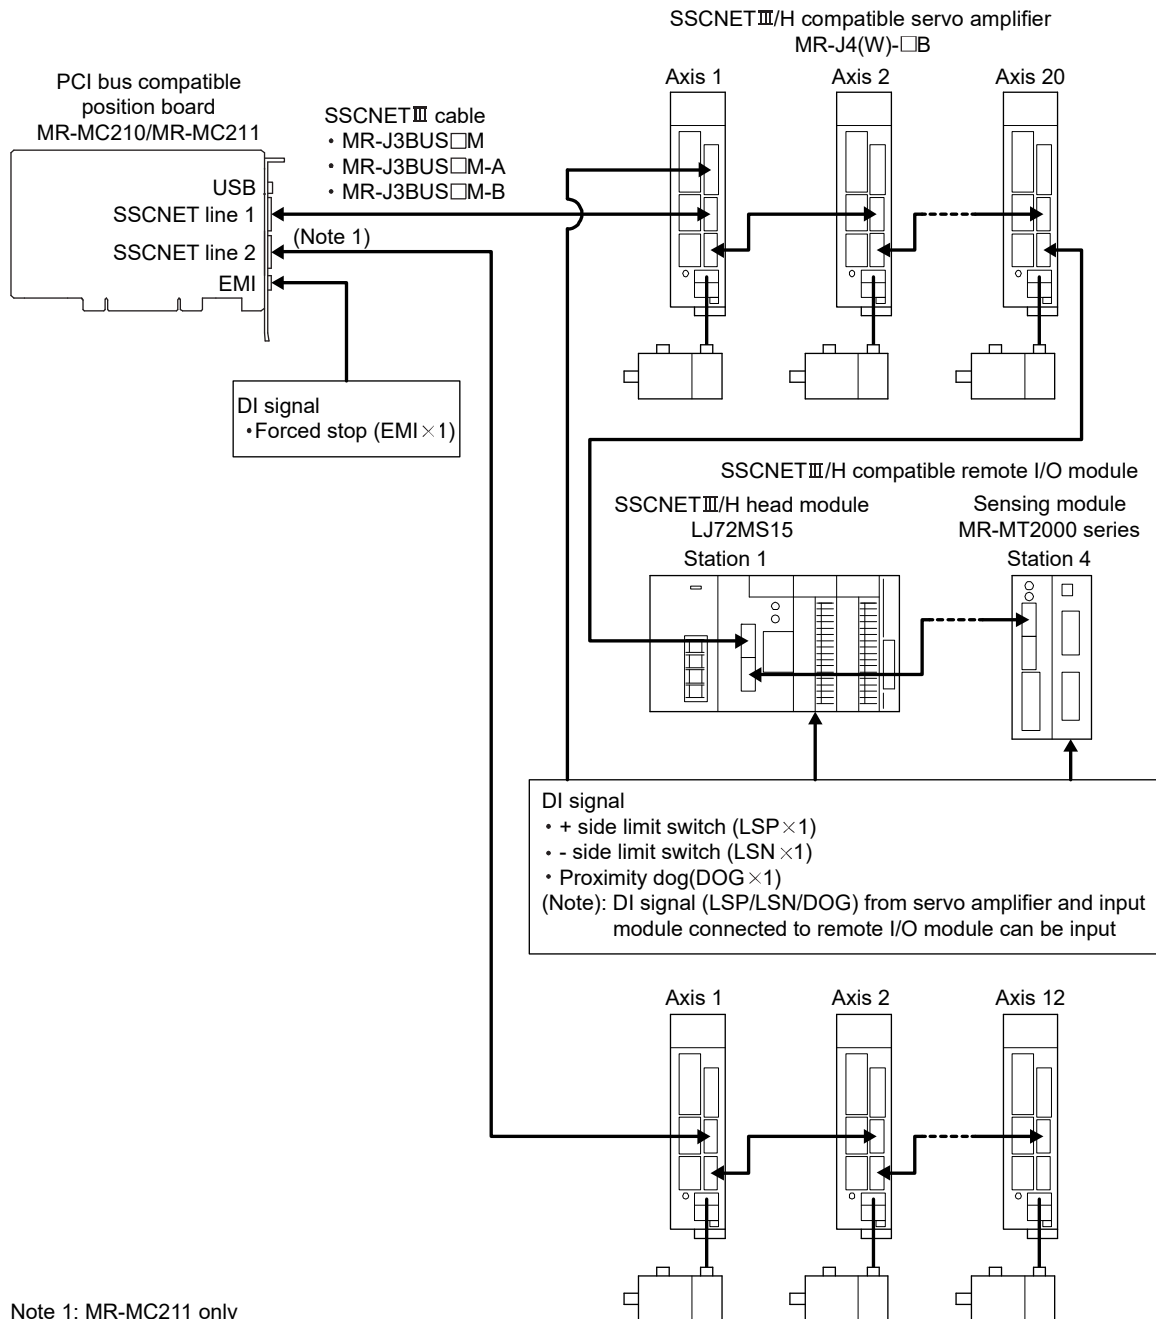 SSCNETⅢ/H compatible servo amplifier
MR-J4(W)-□B
Axis 1
Axis 2
Axis 20
PCI bus compatible
position board
MR-MC210/MR-MC211
SSCNETⅢ cable
・MR-J3BUS□M
・MR-J3BUS□M-A
・MR-J3BUS□M-B
USB
SSCNET line 1
SSCNET line 2
(Note 1)
EMI
DI signal
・Forced stop (EMI×1)
SSCNETⅢ/H compatible remote I/O module
SSCNETⅢ/H head module
LJ72MS15
Station 1
Sensing module
MR-MT2000 series
Station 4
DI signal
・+ side limit switch (LSP×1)
・- side limit switch (LSN×1)
・Proximity dog(DOG×1)
(Note): DI signal (LSP/LSN/DOG) from servo amplifier and input
module connected to remote I/O module can be input
Axis 1
Axis 2
Axis 12
Note 1: MR-MC211 only